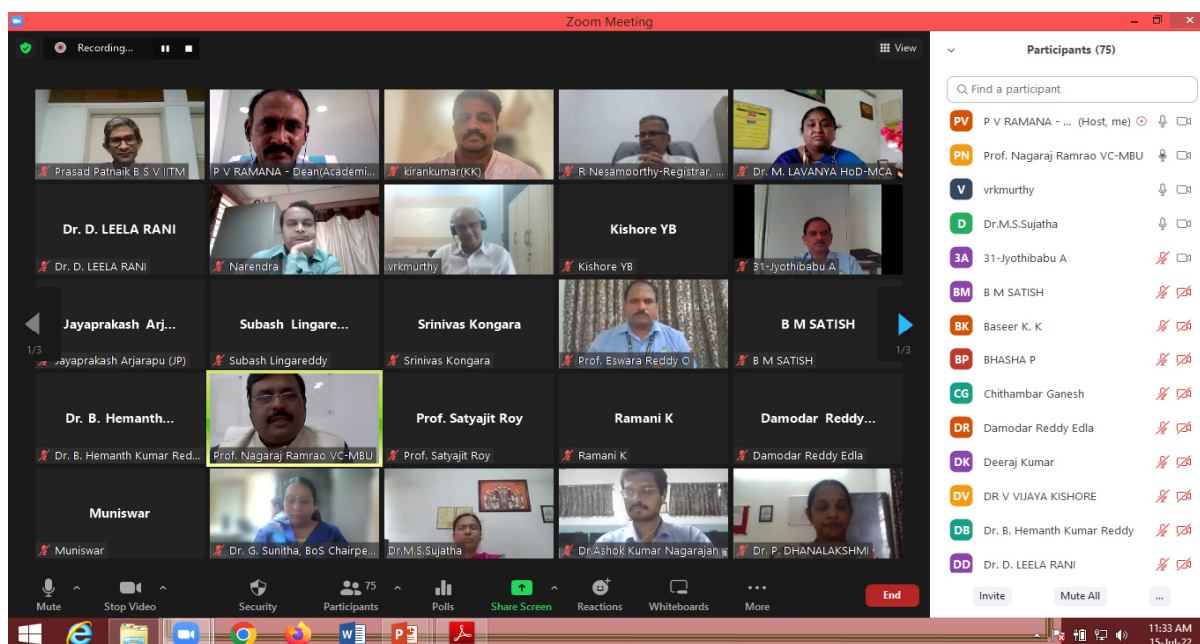 Zoom Meeting
Recording...
View
Prasad Patnaik B S V IITM
P V RAMANA - Dean(Academi...
kirankumar(KK)
R Nesamoorthy-Registrar, ...
Dr. M. LAVANYA HoD-MCA
Dr. D. LEELA RANI
Dr. D. LEELA RANI
Narendra
vrkmurthy
Kishore YB
Kishore YB
31-Jyothibabu A
Jayaprakash Arj...
Jayaprakash Arjarapu (JP)
Subash Lingare...
Subash Lingareddy
Srinivas Kongara
Srinivas Kongara
Prof. Eswara Reddy O
B M SATISH
B M SATISH
1/3
1/3
Dr. B. Hemanth...
Dr. B. Hemanth Kumar Red...
Prof. Nagaraj Ramrao VC-MBU
Prof. Satyajit Roy
Prof. Satyajit Roy
Ramani K
Ramani K
Damodar Reddy...
Damodar Reddy Edla
Muniswar
Muniswar
Dr. G. Sunitha, BoS Chairpe...
Dr.M.S.Sujatha
Dr.Ashok Kumar Nagarajan
Dr. P. DHANALAKSHMI
Mute
Stop Video
Security
75
Participants
Polls
Share Screen
Reactions
Whiteboards
More
End
Participants (75)
Find a participant
PV P V RAMANA - ... (Host, me)
PN Prof. Nagaraj Ramrao VC-MBU
V vrkmurthy
D Dr.M.S.Sujatha
3A 31-Jyothibabu A
BM B M SATISH
BK Baseer K. K
BP BHASHA P
CG Chithambar Ganesh
DR Damodar Reddy Edla
DK Deeraj Kumar
DV DR V VIJAYA KISHORE
DB Dr. B. Hemanth Kumar Reddy
DD Dr. D. LEELA RANI
Invite
Mute All
...
11:33 AM
15-Jul-22